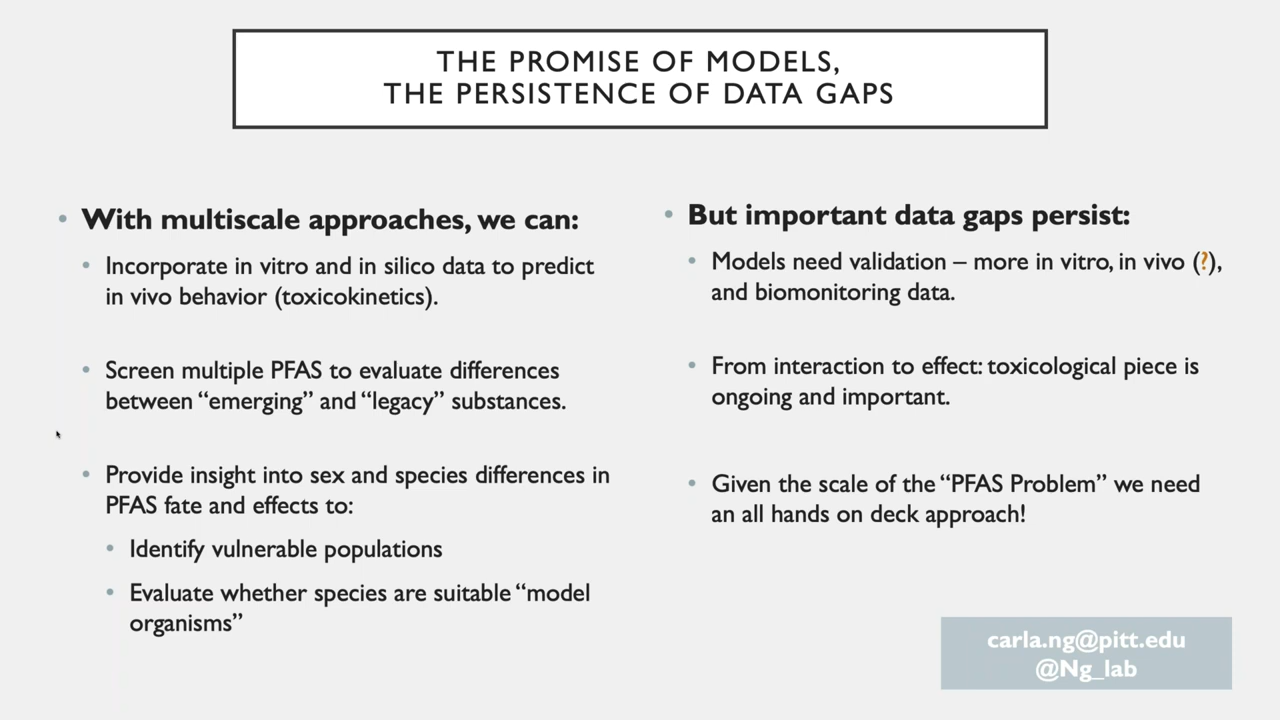 THE PROMISE OF MODELS,
THE PERSISTENCE OF DATA GAPS
• With multiscale approaches, we can:
• Incorporate in vitro and in silico data to predict
in vivo behavior (toxicokinetics).
• Screen multiple PFAS to evaluate differences
between “emerging” and “legacy” substances.
• Provide insight into sex and species differences in
PFAS fate and effects to:
• Identify vulnerable populations
• Evaluate whether species are suitable “model
organisms”
• But important data gaps persist:
• Models need validation – more in vitro, in vivo (?),
and biomonitoring data.
• From interaction to effect: toxicological piece is
ongoing and important.
• Given the scale of the “PFAS Problem” we need
an all hands on deck approach!
carla.ng@pitt.edu
@Ng_lab